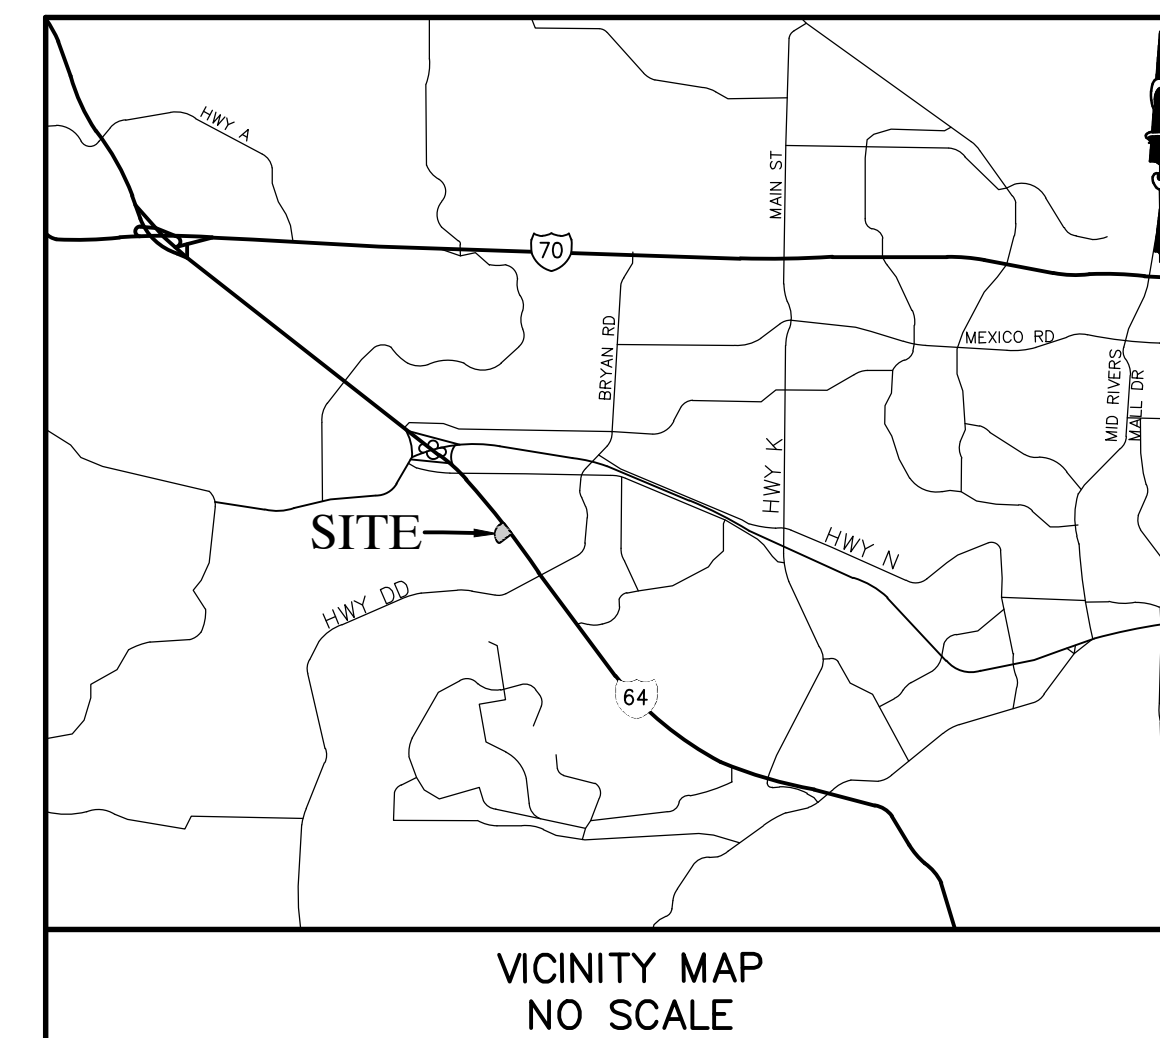 HWY A
MAIN ST
70
BRYAN RD
MEXICO RD
MID RIVERS
MALL DR
HWY K
SITE
HWY N
HWY DD
64
VICINITY MAP
NO SCALE